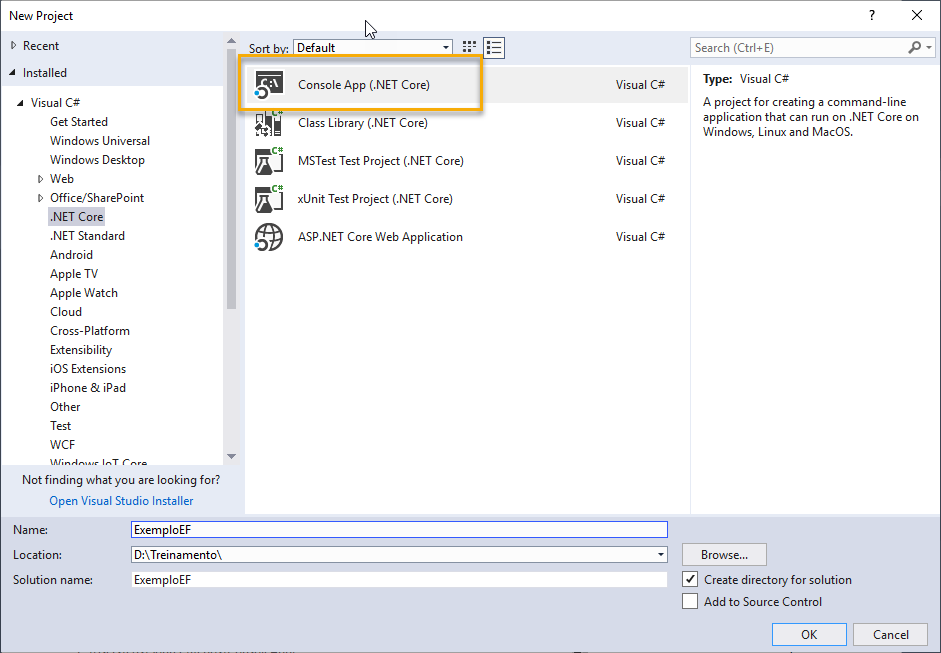 New Project
?
Recent
Installed
Visual C#
Get Started
Windows Universal
Windows Desktop
Web
Office/SharePoint
.NET Core
.NET Standard
Android
Apple TV
Apple Watch
Cloud
Cross-Platform
Extensibility
iOS Extensions
iPhone & iPad
Other
Test
WCF
Windows IoT Core
Not finding what you are looking for?
Open Visual Studio Installer
Sort by: Default
Console App (.NET Core) Visual C#
Class Library (.NET Core) Visual C#
MSTest Test Project (.NET Core) Visual C#
xUnit Test Project (.NET Core) Visual C#
ASP.NET Core Web Application Visual C#
Search (Ctrl+E)
Type: Visual C#
A project for creating a command-line
application that can run on .NET Core on
Windows, Linux and MacOS.
Name: ExemploEF
Location: D:\Treinamento\
Browse...
Solution name: ExemploEF
Create directory for solution
Add to Source Control
OK
Cancel